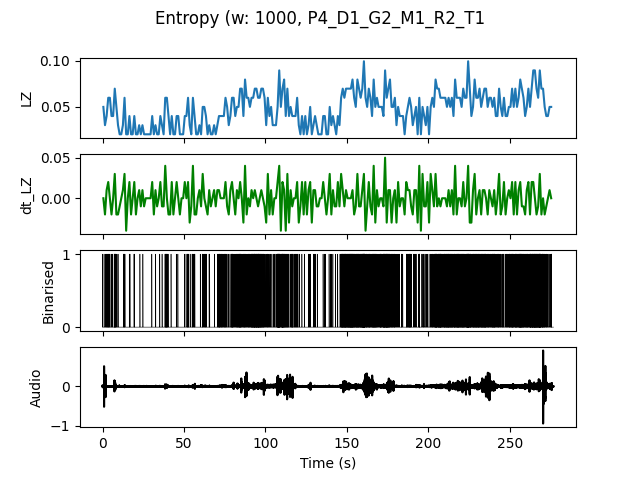 Entropy (w: 1000, P4_D1_G2_M1_R2_T1
0.10
0.05
LZ
0.05
0.00
dt_LZ
1
0
Binarised
0
−1
Audio
0 50 100 150 200 250
Time (s)